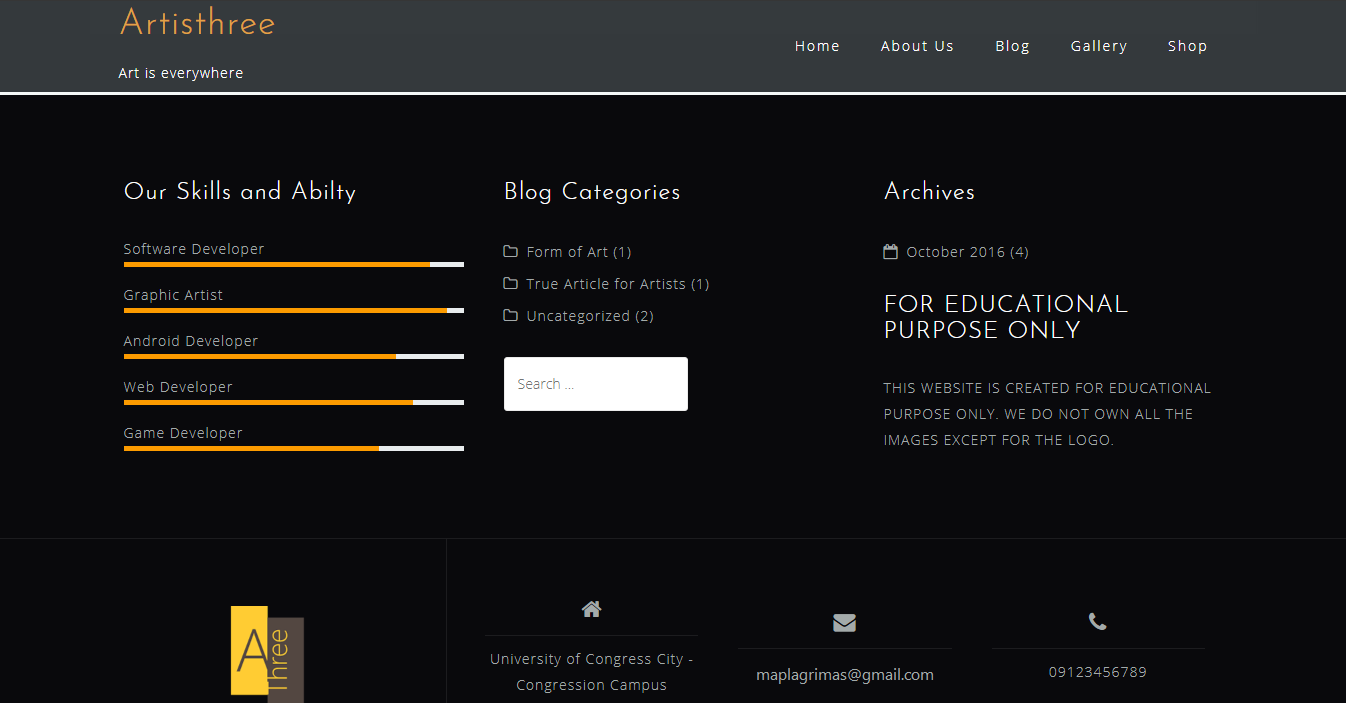 Artisthree
Art is everywhere
Home
About Us
Blog
Gallery
Shop
Our Skills and Abilty
Software Developer
Graphic Artist
Android Developer
Web Developer
Game Developer
Blog Categories
Form of Art (1)
True Article for Artists (1)
Uncategorized (2)
Search ...
Archives
October 2016 (4)
FOR EDUCATIONAL
PURPOSE ONLY
THIS WEBSITE IS CREATED FOR EDUCATIONAL
PURPOSE ONLY. WE DO NOT OWN ALL THE
IMAGES EXCEPT FOR THE LOGO.
A
Three
University of Congress City -
Congression Campus
maplagrimas@gmail.com
09123456789